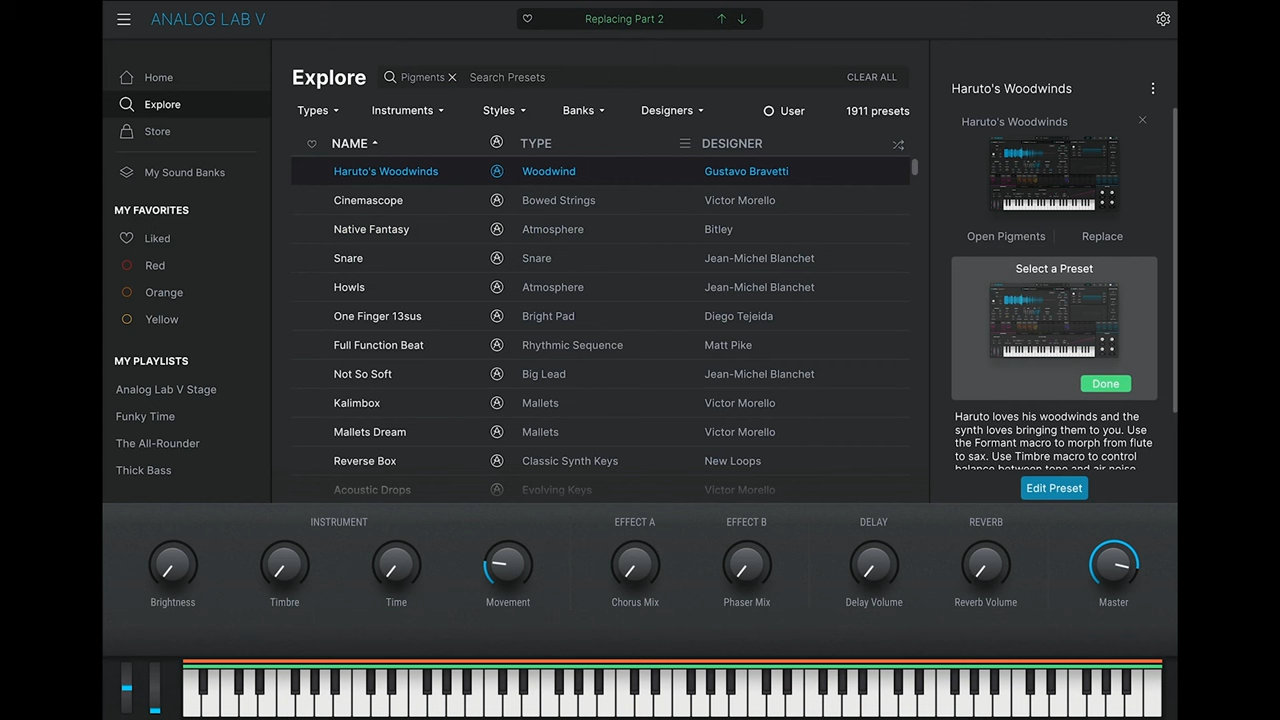 ANALOG LAB V
Replacing Part 2
Home
Explore
Store
My Sound Banks
MY FAVORITES
Liked
Red
Orange
Yellow
MY PLAYLISTS
Analog Lab V Stage
Funky Time
The All-Rounder
Thick Bass
Explore
Pigments
Search Presets
CLEAR ALL
Types
Instruments
Styles
Banks
Designers
User
1911 presets
NAME TYPE DESIGNER
Haruto's Woodwinds Woodwind Gustavo Bravetti
Cinemascope Bowed Strings Victor Morello
Native Fantasy Atmosphere Bitley
Snare Snare Jean-Michel Blanchet
Howls Atmosphere Jean-Michel Blanchet
One Finger 13sus Bright Pad Diego Tejeida
Full Function Beat Rhythmic Sequence Matt Pike
Not So Soft Big Lead Jean-Michel Blanchet
Kalimbox Mallets Victor Morello
Mallets Dream Mallets Victor Morello
Reverse Box Classic Synth Keys New Loops
Acoustic Drops Evolving Keys Victor Morello
Haruto's Woodwinds
Haruto's Woodwinds
Open Pigments
Replace
Select a Preset
Done
Haruto loves his woodwinds and the
synth loves bringing them to you. Use
the Formant macro to morph from flute
to sax. Use Timbre macro to control
balance between tone and air noise
Edit Preset
INSTRUMENT
EFFECT A
EFFECT B
DELAY
REVERB
Brightness
Timbre
Time
Movement
Chorus Mix
Phaser Mix
Delay Volume
Reverb Volume
Master